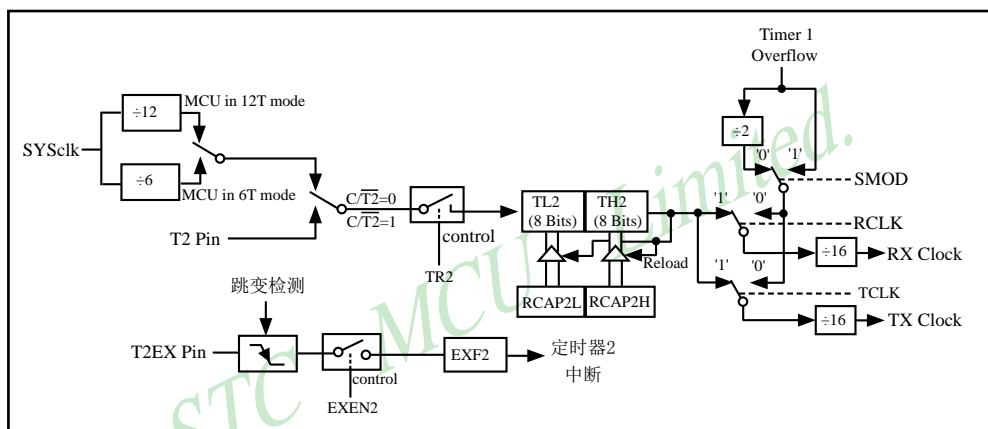 Timer 1
Overflow
÷12
MCU in 12T mode
SYSclk
÷6
MCU in 6T mode
T2 Pin
C/T2=0
C/T2=1
control
TR2
TL2
(8 Bits)
TH2
(8 Bits)
Reload
RCAP2L
RCAP2H
÷2
'0'
'1'
SMOD
'1'
'0'
RCLK
÷16
RX Clock
'1'
'0'
TCLK
÷16
TX Clock
跳变检测
T2EX Pin
control
EXEN2
EXF2
定时器2
中断
STC MCU Limited.